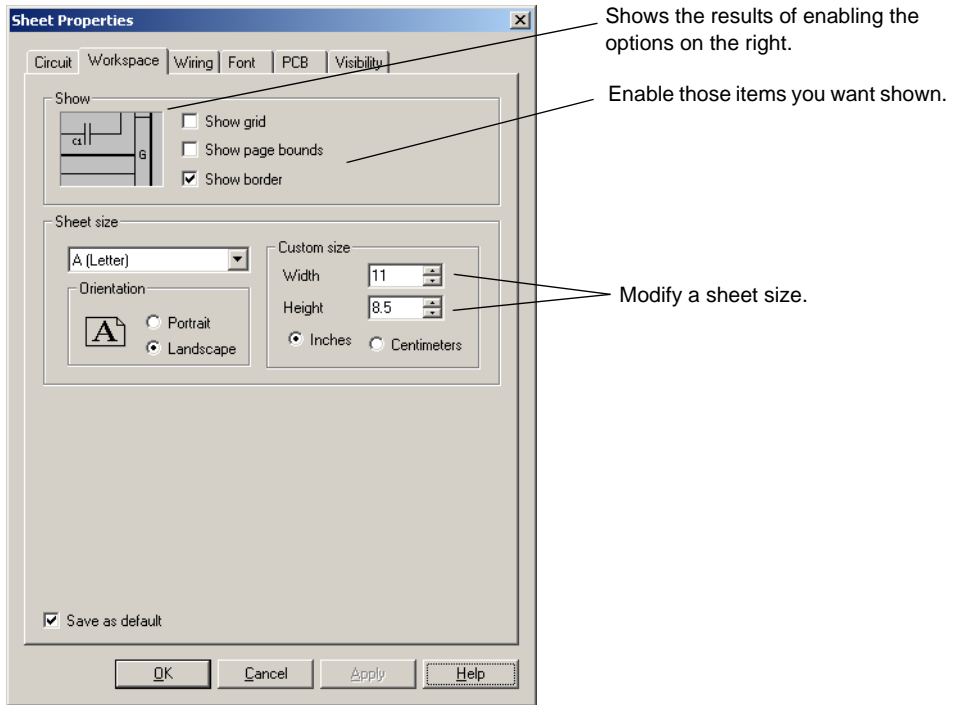 Sheet Properties
Circuit Workspace Wiring Font PCB Visibility
Show
C1
G
Show grid
Show page bounds
Show border
Sheet size
A (Letter)
Orientation
A
Portrait
Landscape
Custom size
Width 11
Height 8.5
Inches Centimeters
Save as default
OK Cancel Apply Help
Shows the results of enabling the
options on the right.
Enable those items you want shown.
Modify a sheet size.